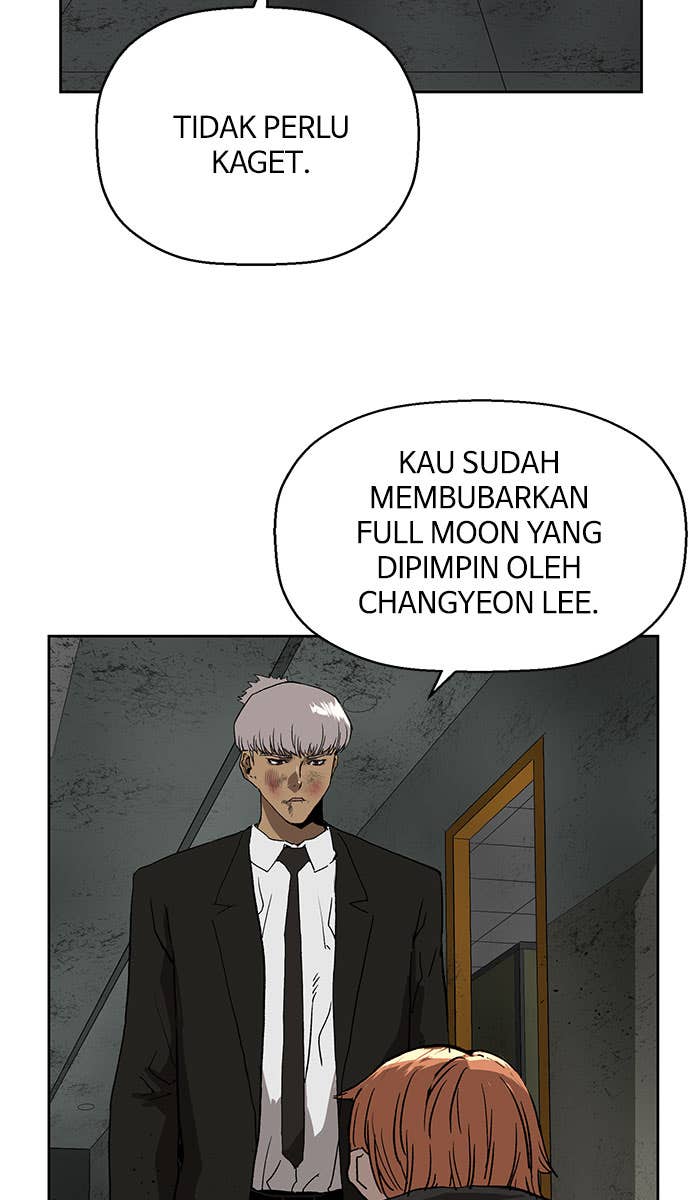 TIDAK PERLU
KAGET.
KAU SUDAH
MEMBUBARKAN
FULL MOON YANG
DIPIMPIN OLEH
CHANGYEON LEE.